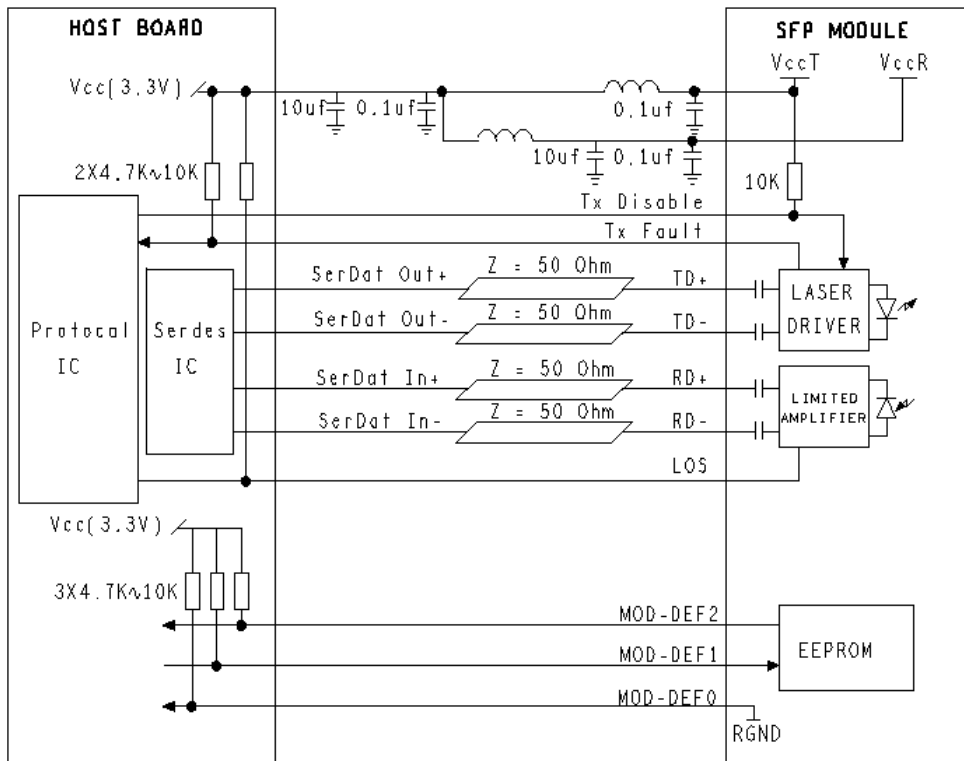 HOST BOARD
SFP MODULE
VccT
VccR
Vcc(3.3V)
10uf
0.1uf
0.1uf
10uf
0.1uf
2X4.7K∿10K
10K
Tx Disable
Tx Fault
Protocal
IC
Serdes
IC
SerDat Out+
Z = 50 Ohm
TD+
SerDat Out-
Z = 50 Ohm
TD-
LASER
DRIVER
SerDat In+
Z = 50 Ohm
RD+
SerDat In-
Z = 50 Ohm
RD-
LIMITED
AMPLIFIER
LOS
Vcc(3.3V)
3X4.7K∿10K
MOD-DEF2
MOD-DEF1
MOD-DEF0
EEPROM
RGND